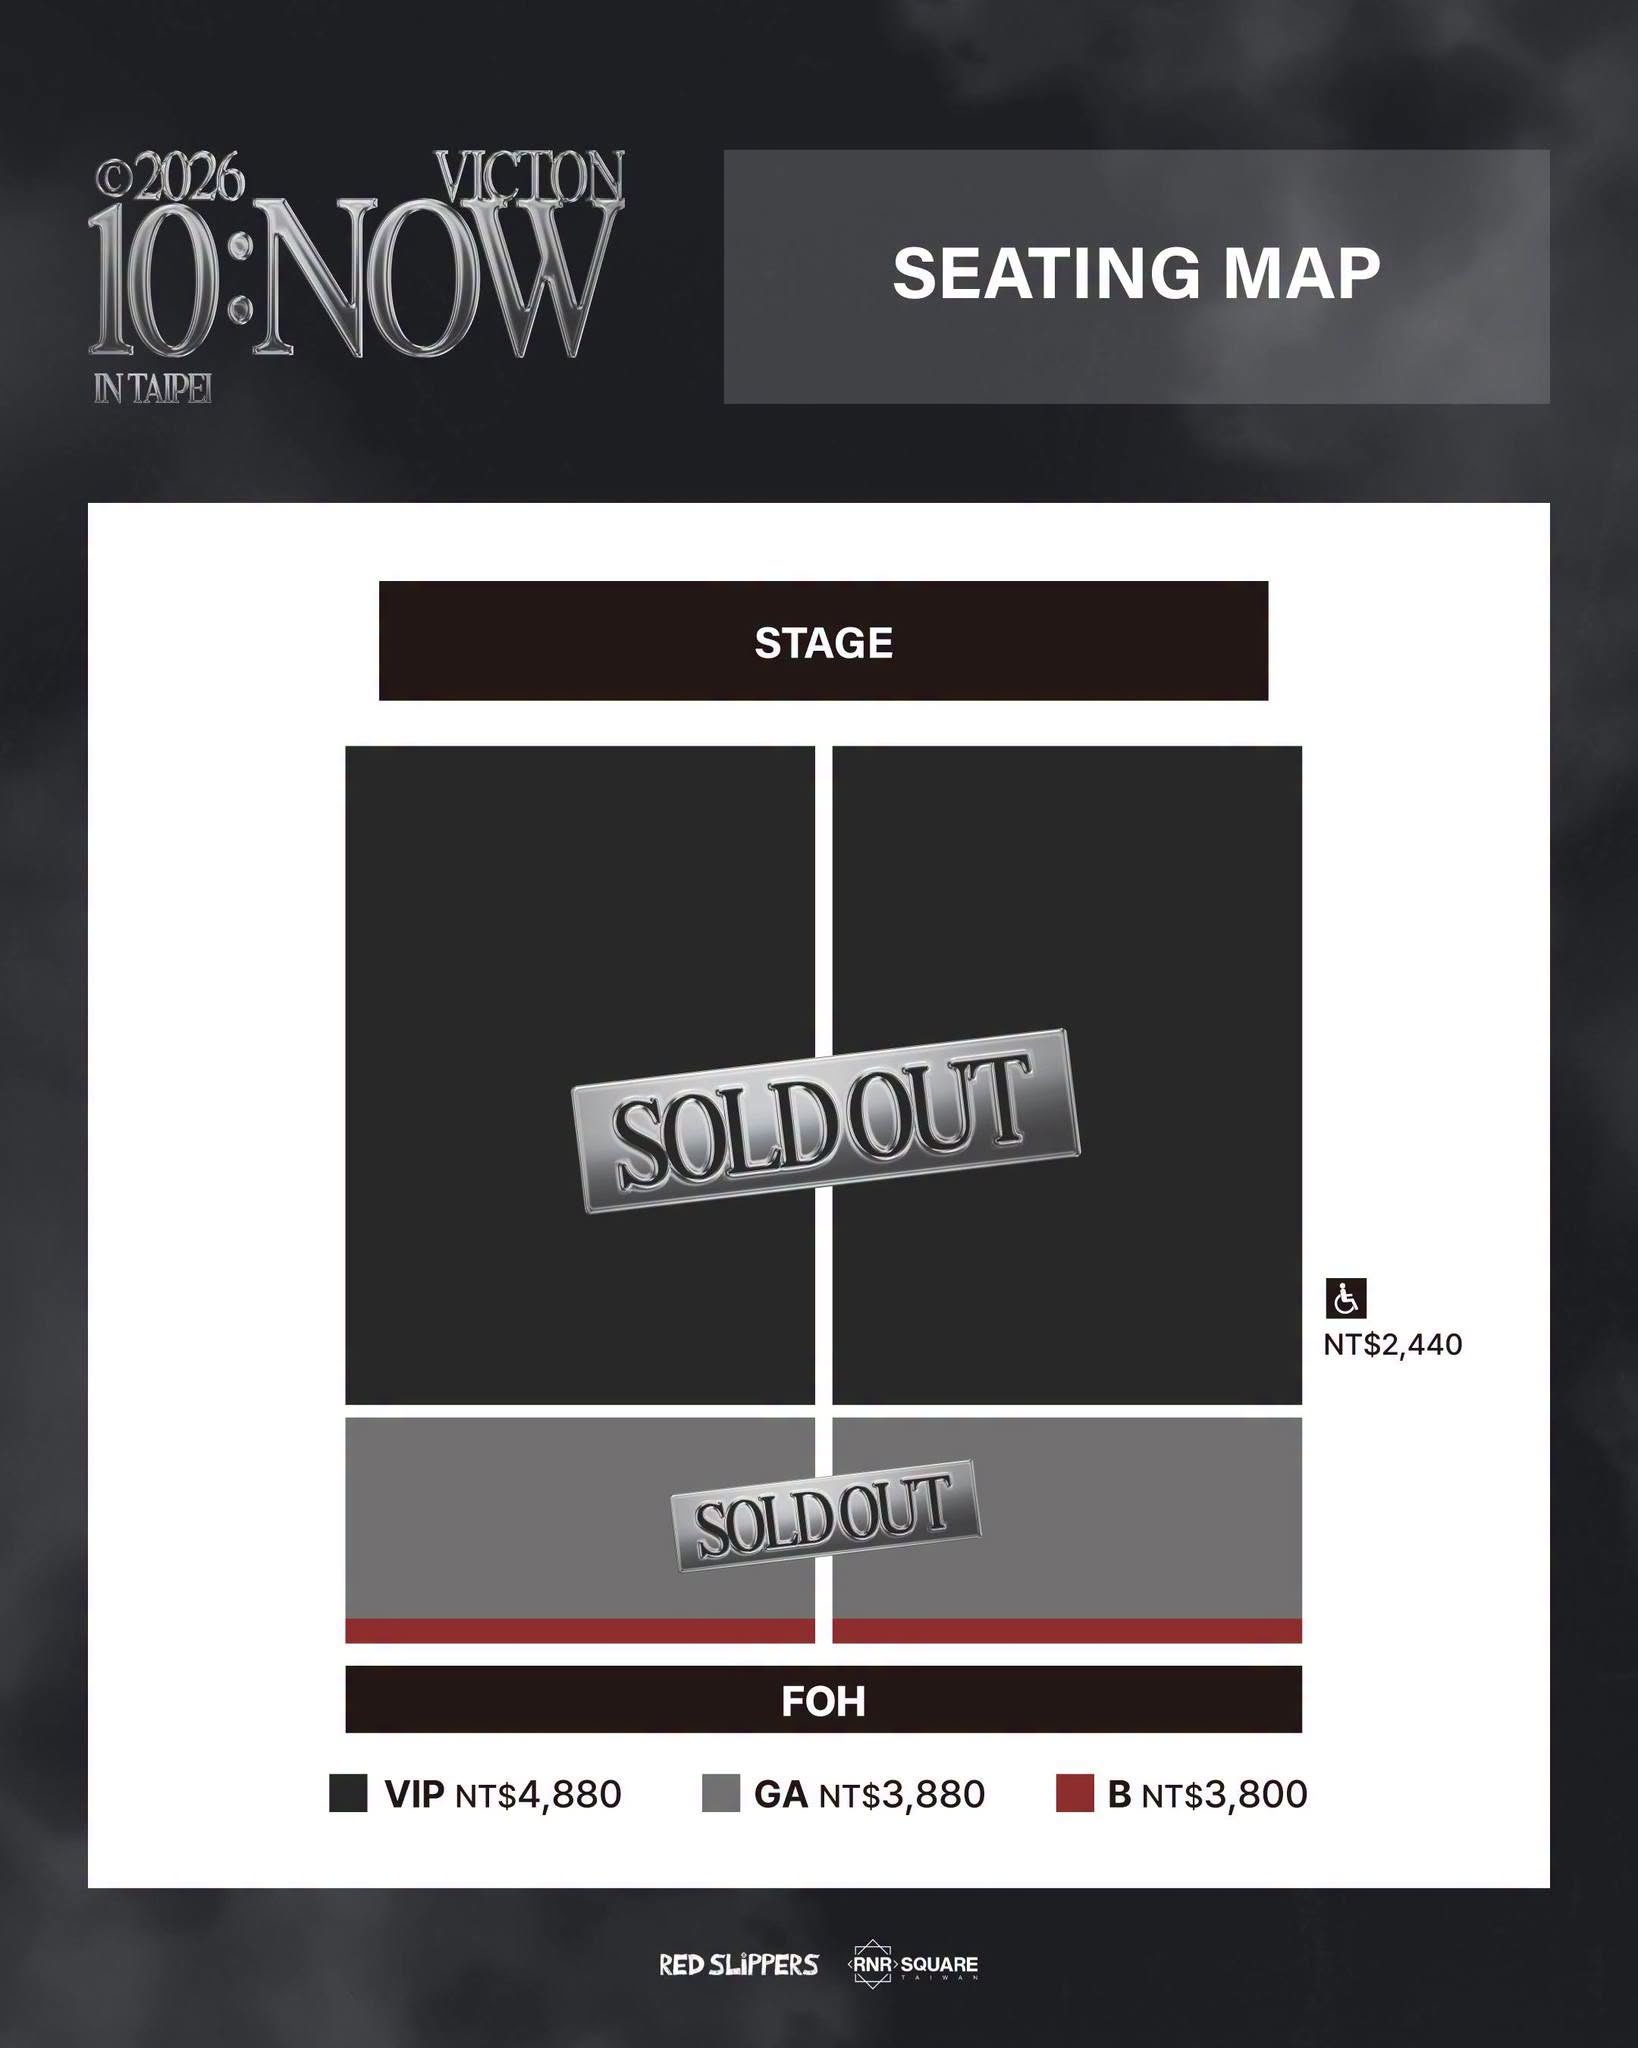 ©2026 VICTON
10:NOW
IN TAIPEI
SEATING MAP
STAGE
SOLD OUT
NT$2,440
SOLD OUT
FOH
VIP NT$4,880 GA NT$3,880 B NT$3,800
RED SLiPPERS RNR SQUARE
TAIWAN